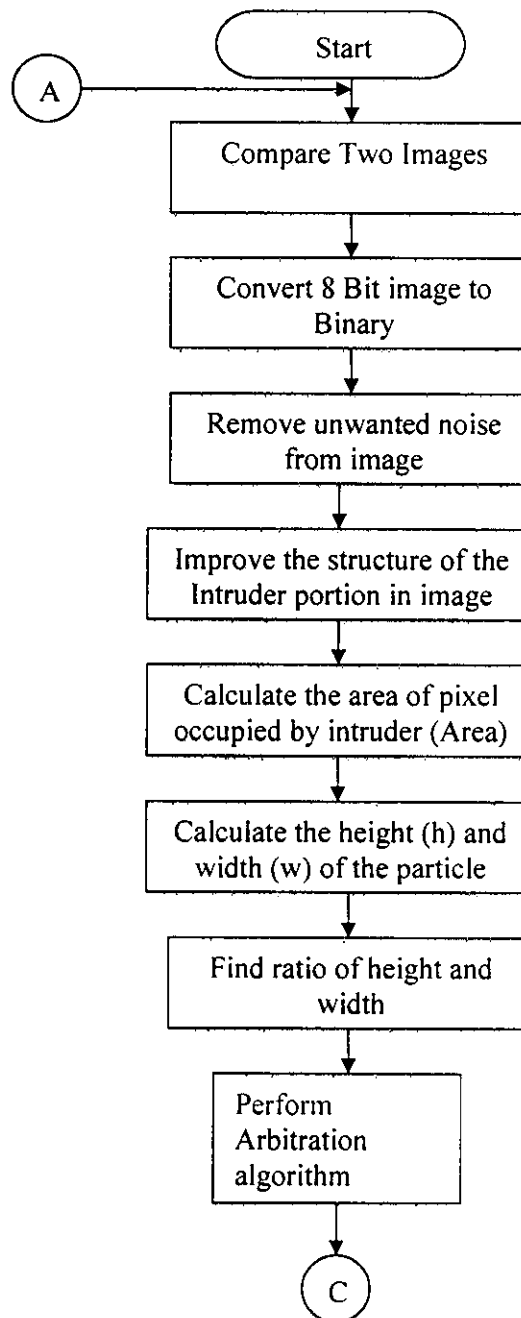 Start
A
Compare Two Images
Convert 8 Bit image to
Binary
Remove unwanted noise
from image
Improve the structure of the
Intruder portion in image
Calculate the area of pixel
occupied by intruder (Area)
Calculate the height (h) and
width (w) of the particle
Find ratio of height and
width
Perform
Arbitration
algorithm
C